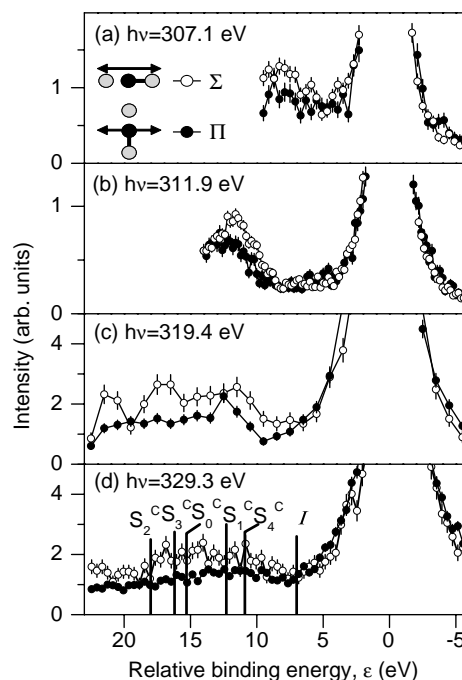 (a) hν=307.1 eV
Σ
Π
1
0
(b) hν=311.9 eV
1
0
(c) hν=319.4 eV
4
2
0
(d) hν=329.3 eV
S₂ᶜ S₃ᶜ S₀ᶜ S₁ᶜ S₄ᶜ I
4
2
0
20 15 10 5 0 -5
Relative binding energy, ε (eV)
Intensity (arb. units)